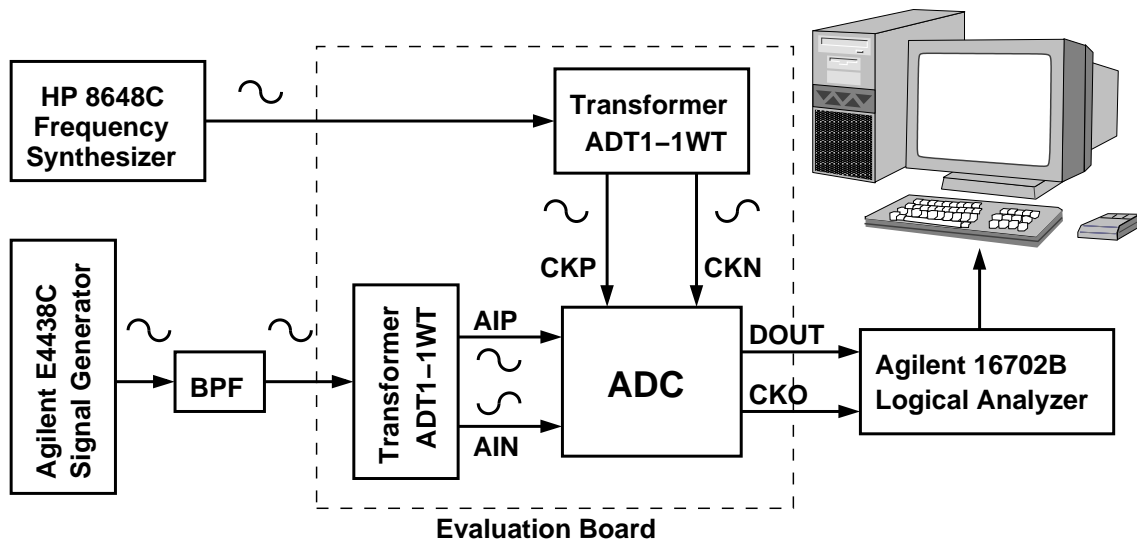 HP 8648C
Frequency
Synthesizer
Transformer
ADT1–1WT
CKP
CKN
Agilent E4438C
Signal Generator
BPF
Transformer
ADT1–1WT
AIP
AIN
ADC
DOUT
CKO
Agilent 16702B
Logical Analyzer
Evaluation Board